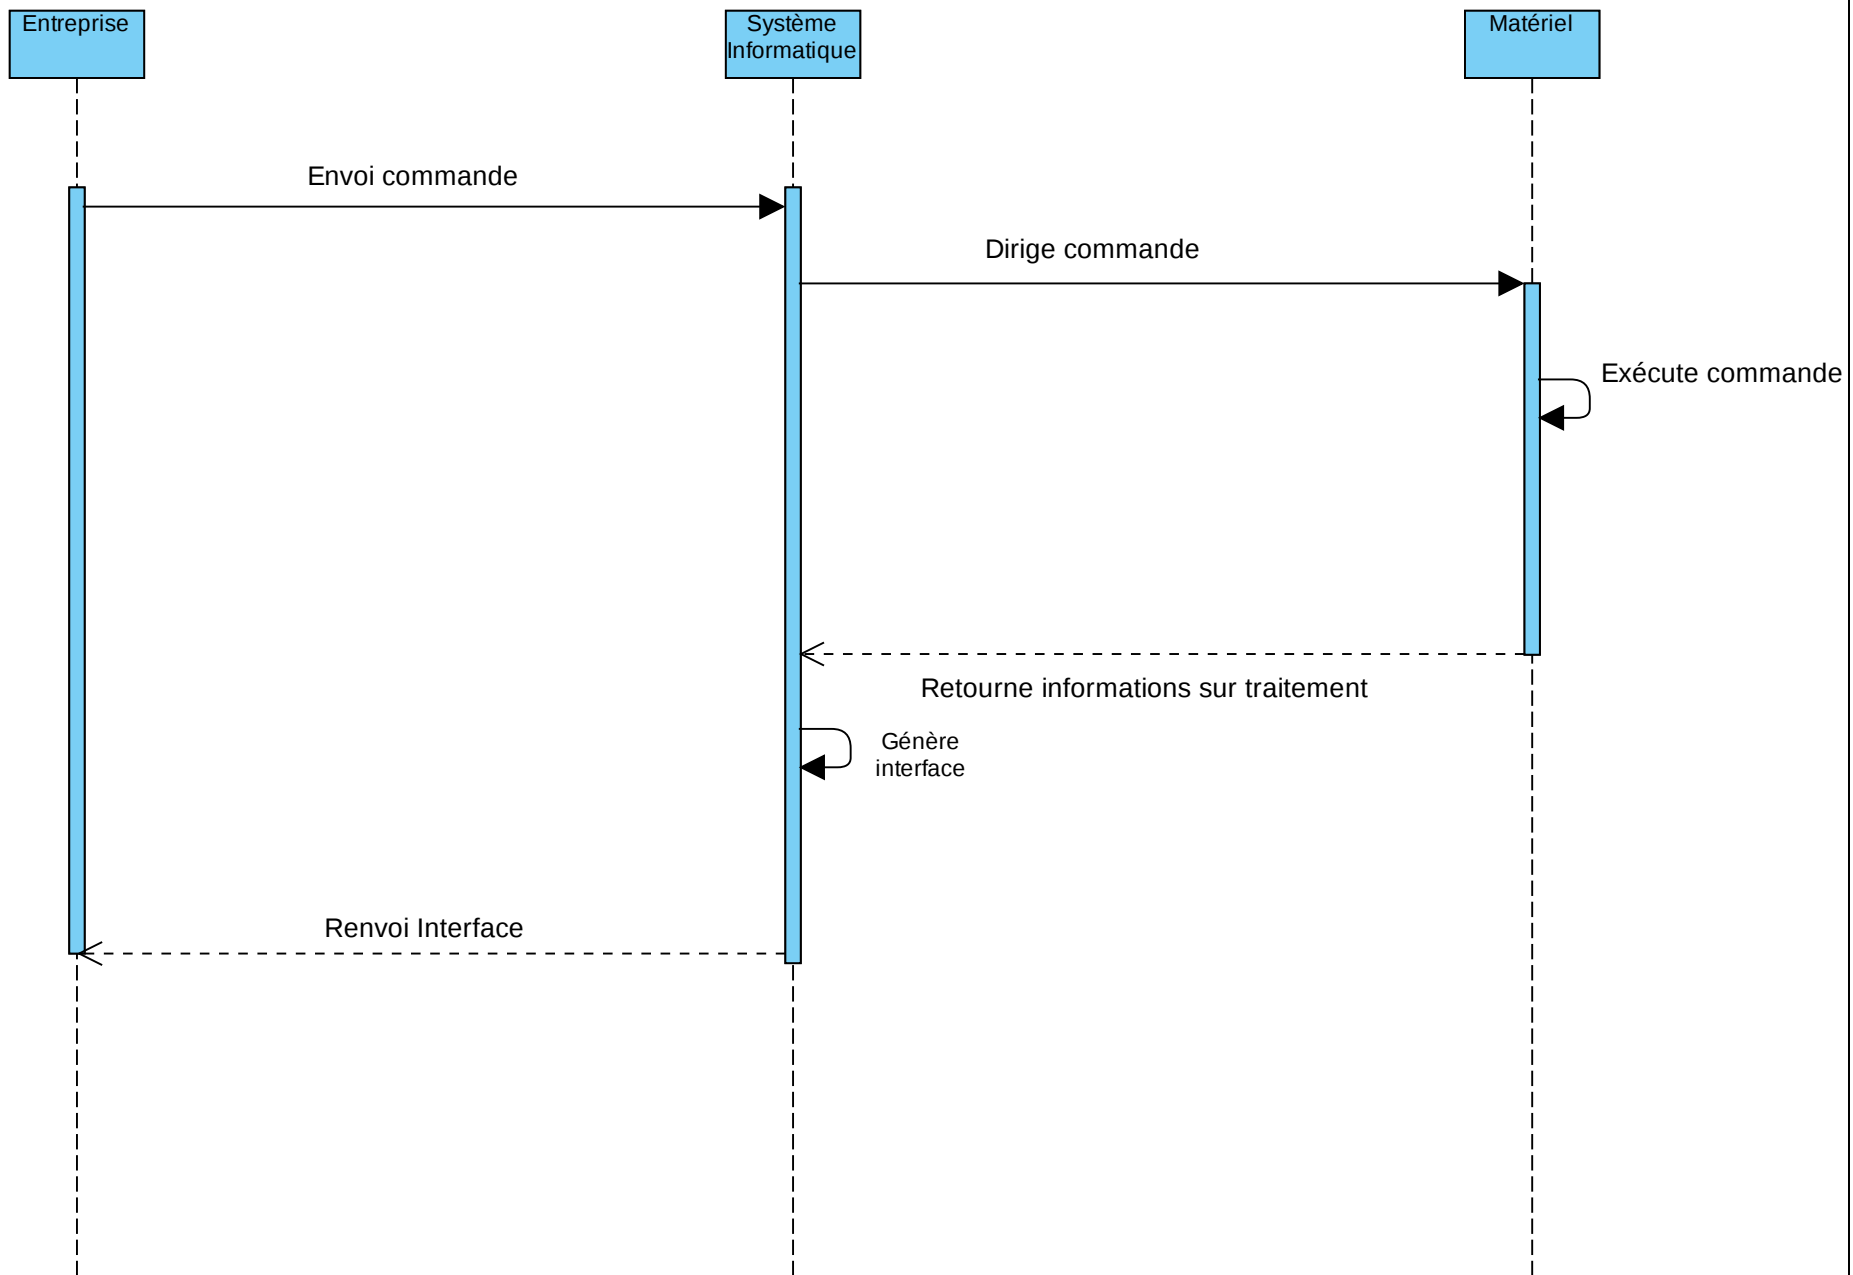 Entreprise
Système
Informatique
Matériel
Envoi commande
Dirige commande
Exécute commande
Retourne informations sur traitement
Génère
interface
Renvoi Interface